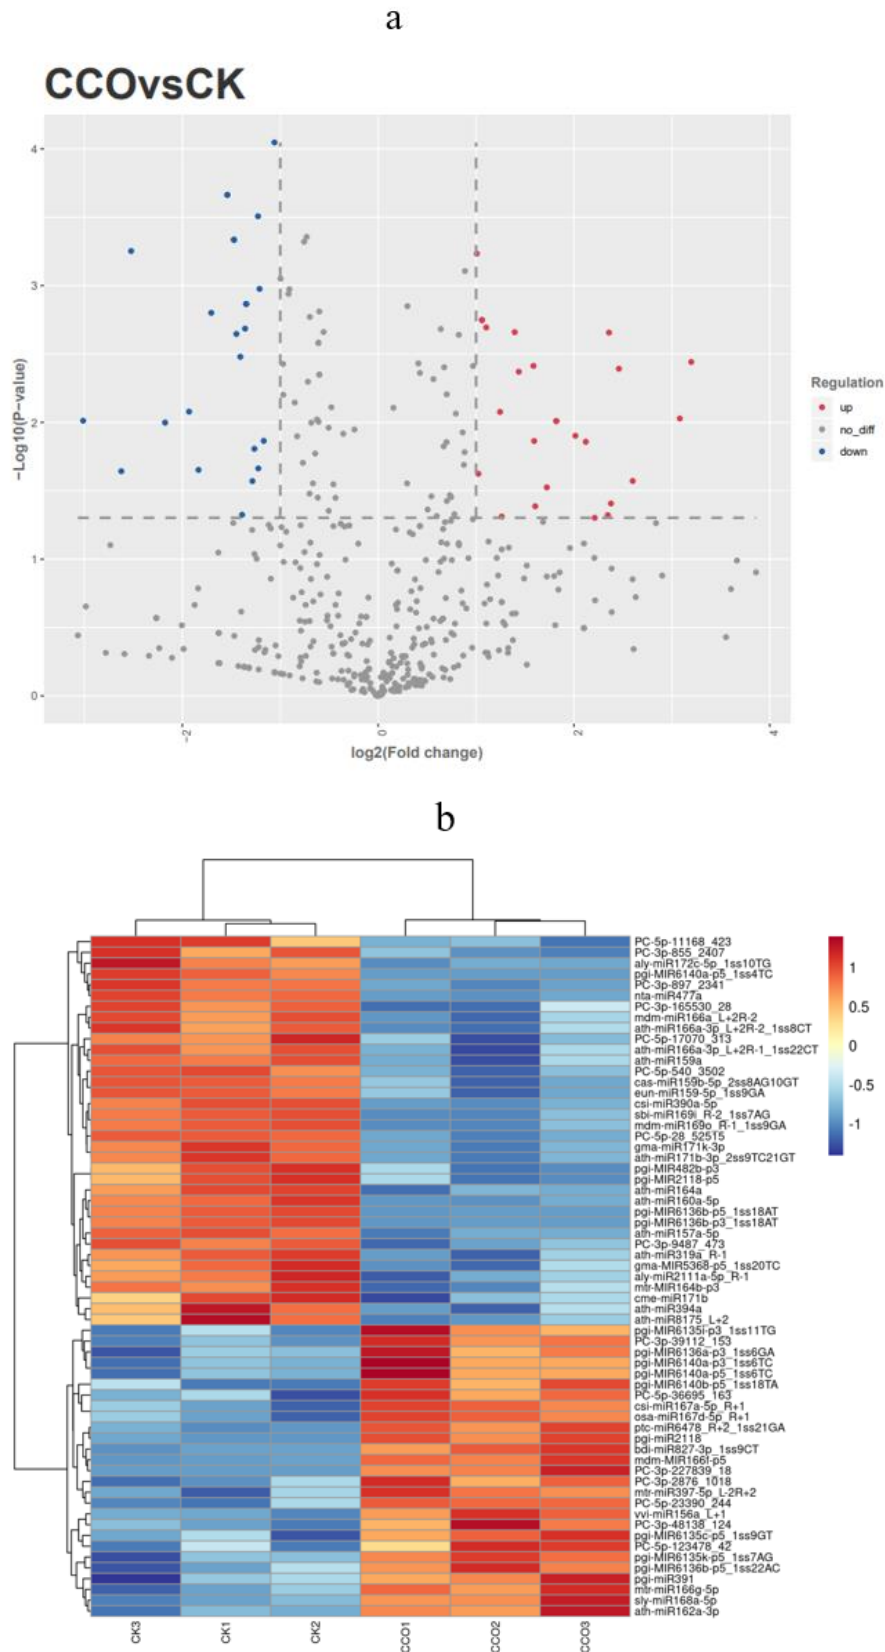 a
CCOvsCK
4
3
2
1
0
-Log10(P-value)
-2
0
2
4
log2(Fold change)
Regulation
up
no_diff
down
b
PC-5p-11168_423
PC-3p-855_2407
aly-miR172c-5p_1ss10TG
pgi-MIR6140a-p5_1ss4TC
PC-3p-897_2341
nta-miR477a
PC-3p-165530_28
mdm-miR166a_L+2R-2
ath-miR166a-3p_L+2R-2_1ss8CT
PC-5p-17070_313
ath-miR166a-3p_L+2R-1_1ss22CT
ath-miR159a
PC-5p-540_3502
cas-miR159b-5p_2ss8AG10GT
eun-miR159-5p_1ss9GA
csi-miR390a-5p
sbi-miR169i_R-2_1ss7AG
mdm-miR169o_R-1_1ss9GA
PC-5p-28_52515
gma-miR171k-3p
ath-miR171b-3p_2ss9TC21GT
pgi-MIR482b-p3
pgi-MIR2118-p5
ath-miR164a
ath-miR160a-5p
pgi-MIR6136b-p5_1ss18AT
pgi-MIR6136b-p3_1ss18AT
ath-miR157a-5p
PC-3p-9487_473
ath-miR319a_R-1
gma-MIR5368-p5_1ss20TC
aly-miR2111a-5p_R-1
mtr-MIR164b-p3
cme-miR171b
ath-miR394a
ath-miR8175_L+2
pgi-MIR6135i-p3_1ss11TG
PC-3p-39112_153
pgi-MIR6136a-p3_1ss6GA
pgi-MIR6140a-p3_1ss6TC
pgi-MIR6140a-p5_1ss6TC
pgi-MIR6140b-p5_1ss18TA
PC-5p-36695_163
csi-miR167a-5p_R+1
osa-miR167d-5p_R+1
ptc-miR6478_R+2_1ss21GA
pgi-miR2118
bdi-miR827-3p_1ss9CT
mdm-MIR166f-p5
PC-3p-227839_18
PC-3p-2876_1018
mtr-miR397-5p_L-2R+2
PC-5p-23390_244
vvi-miR156a_L+1
PC-3p-48138_124
pgi-MIR6135c-p5_1ss9GT
PC-5p-123478_42
pgi-MIR6135k-p5_1ss7AG
pgi-MIR6136b-p5_1ss22AC
pgi-miR391
mtr-miR166g-5p
sly-miR168a-5p
ath-miR162a-3p
1
0.5
0
-0.5
-1
CK3
CK1
CK2
CCO1
CCO2
CCO3